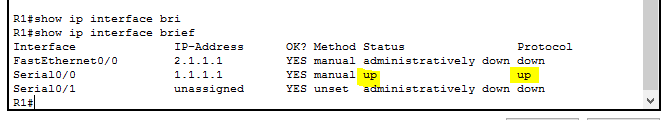 R1#show ip interface bri
R1#show ip interface brief
Interface IP-Address OK? Method Status Protocol
FastEthernet0/0 2.1.1.1 YES manual administratively down down
Serial0/0 1.1.1.1 YES manual up up
Serial0/1 unassigned YES unset administratively down down
R1#